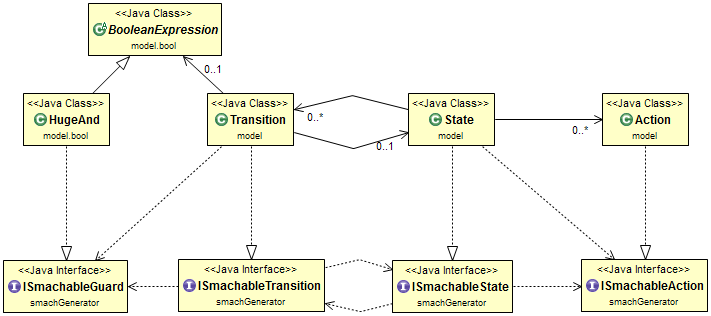 <<Java Class>>
BooleanExpression
model.bool
0..1
<<Java Class>>
HugeAnd
model.bool
<<Java Class>>
Transition
model
0..*
0..1
<<Java Class>>
State
model
0..*
<<Java Class>>
Action
model
<<Java Interface>>
ISmachableGuard
smachGenerator
<<Java Interface>>
ISmachableTransition
smachGenerator
<<Java Interface>>
ISmachableState
smachGenerator
<<Java Interface>>
ISmachableAction
smachGenerator